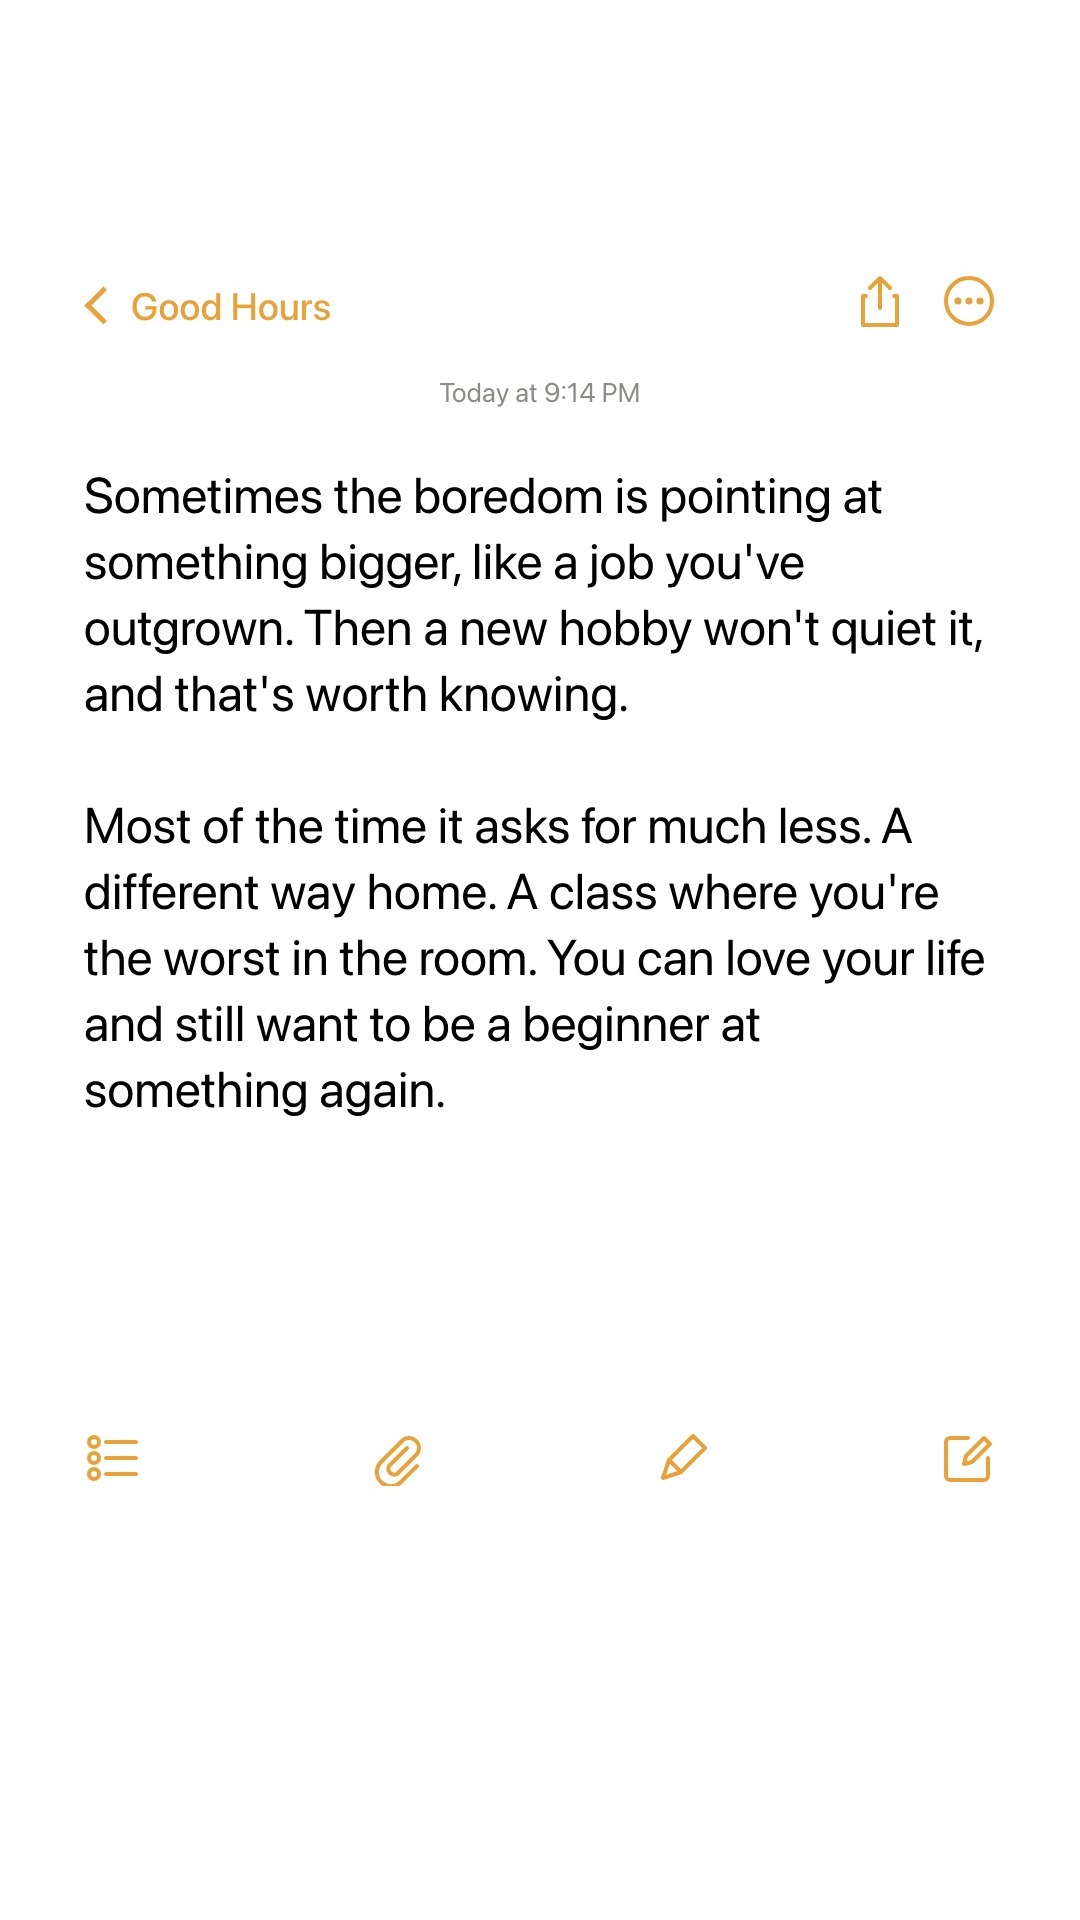 Good Hours
Today at 9:14 PM
Sometimes the boredom is pointing at
something bigger, like a job you've
outgrown. Then a new hobby won't quiet it,
and that's worth knowing.
Most of the time it asks for much less. A
different way home. A class where you're
the worst in the room. You can love your life
and still want to be a beginner at
something again.